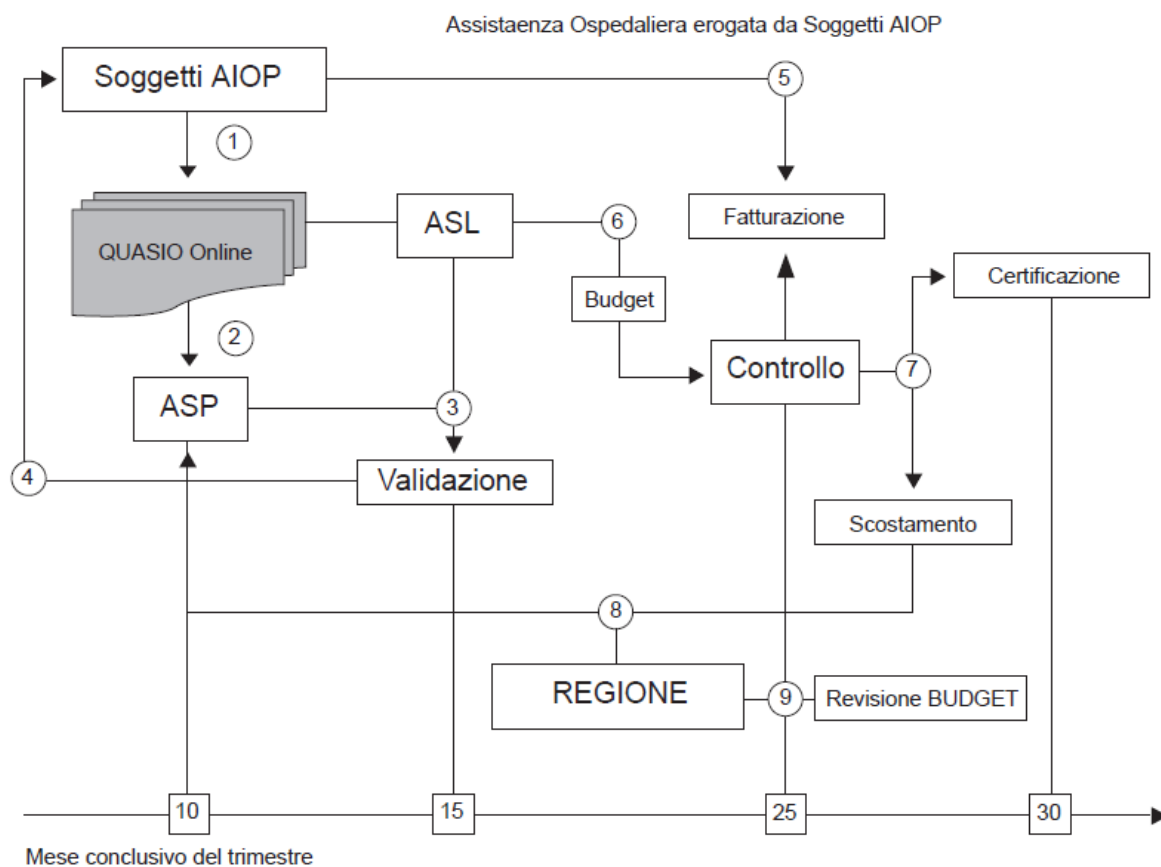 Assistaenza Ospedaliera erogata da Soggetti AIOP
Soggetti AIOP
5
1
QUASIO Online
ASL
6
Fatturazione
Budget
Certificazione
2
Controllo
7
ASP
3
4
Validazione
Scostamento
8
REGIONE
9
Revisione BUDGET
10
15
25
30
Mese conclusivo del trimestre